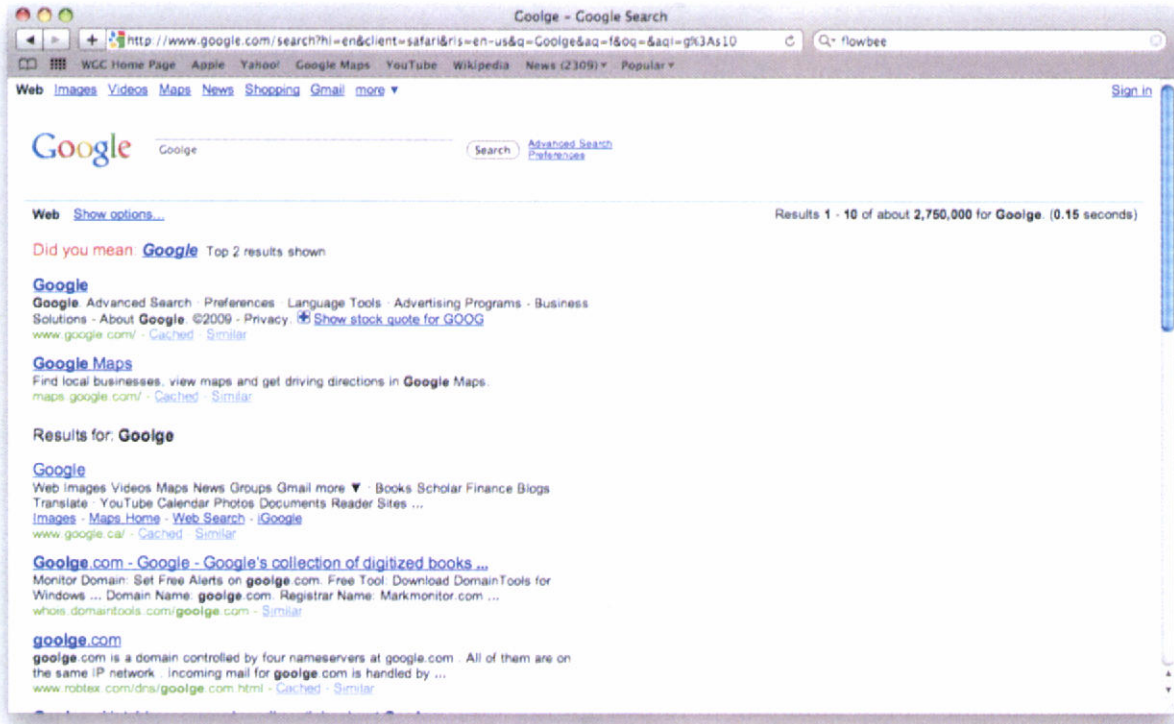 Coolge - Google Search
http://www.google.com/search?hl=en&client=safari&rls=en-us&q=Coolge&aq=f&oq=&aqi=g%3As10 flowbee
WGC Home Page Apple Yahoo! Google Maps YouTube Wikipedia News (2309) Popular
Web Images Videos Maps News Shopping Gmail more ▼ Sign in
Google Goolge Search Advanced Search
Preferences
Web Show options... Results 1 - 10 of about 2,750,000 for Goolge. (0.15 seconds)
Did you mean: Google Top 2 results shown
Google
Google. Advanced Search · Preferences · Language Tools · Advertising Programs - Business
Solutions - About Google. ©2009 - Privacy. Show stock quote for GOOG
www.google.com/ - Cached - Similar
Google Maps
Find local businesses, view maps and get driving directions in Google Maps.
maps.google.com/ - Cached - Similar
Results for: Goolge
Google
Web Images Videos Maps News Groups Gmail more ▼ · Books Scholar Finance Blogs
Translate · YouTube Calendar Photos Documents Reader Sites ...
Images - Maps Home - Web Search - iGoogle
www.google.ca/ - Cached - Similar
Goolge.com - Google - Google's collection of digitized books ...
Monitor Domain: Set Free Alerts on goolge.com. Free Tool: Download DomainTools for
Windows ... Domain Name: goolge.com. Registrar Name: Markmonitor.com ...
whois.domaintools.com/goolge.com - Similar
goolge.com
goolge.com is a domain controlled by four nameservers at google.com . All of them are on
the same IP network . Incoming mail for goolge.com is handled by ...
www.robtex.com/dns/goolge.com.html - Cached - Similar